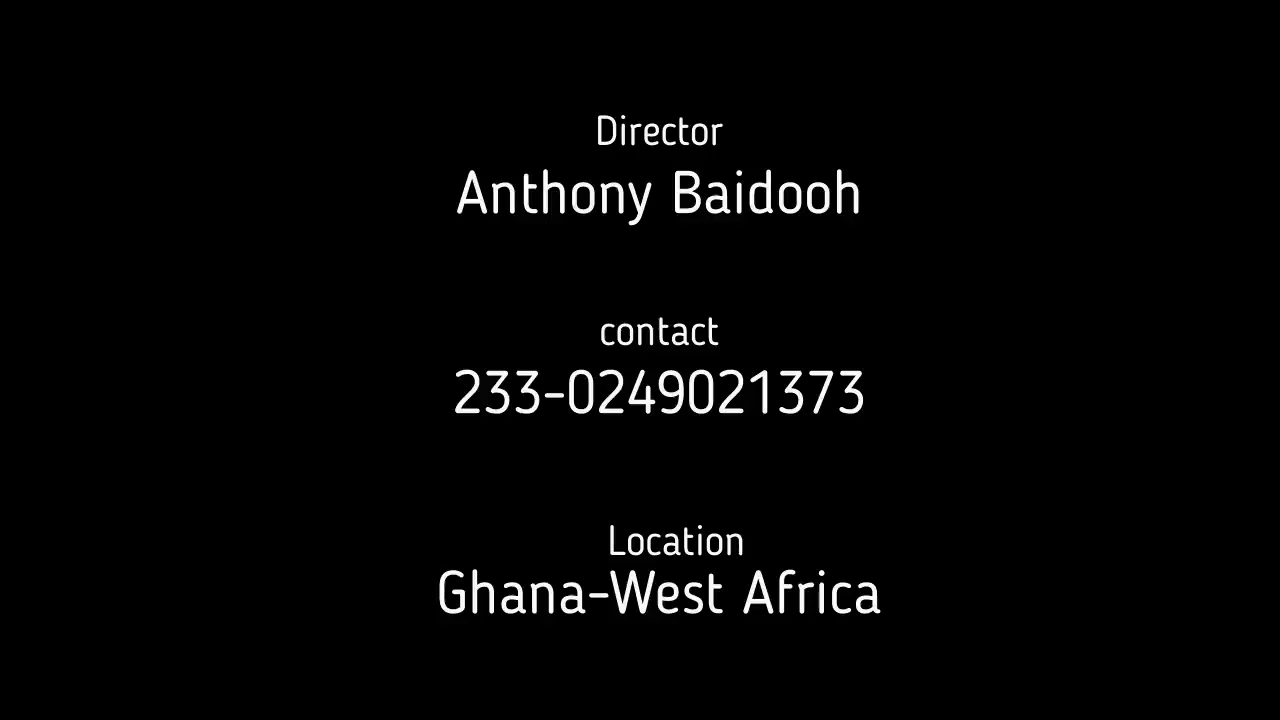 Director
Anthony Baidooh
contact
233-0249021373
Location
Ghana-West Africa